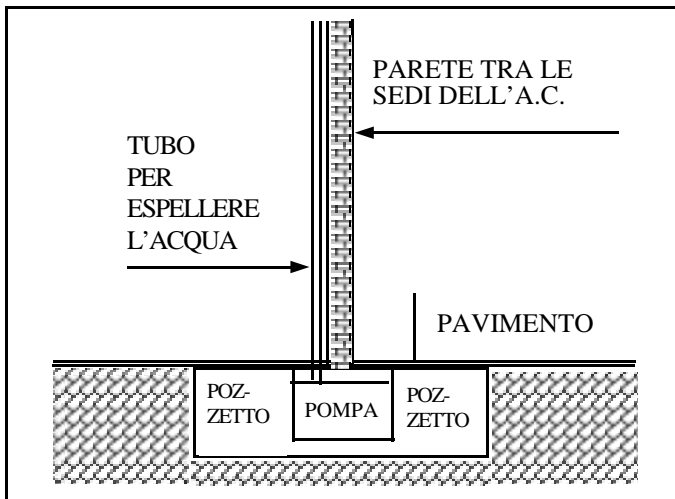 PARETE TRA LE
SEDI DELL'A.C.
TUBO
PER
ESPELLERE
L'ACQUA
PAVIMENTO
POZ-
ZETTO
POMPA
POZ-
ZETTO